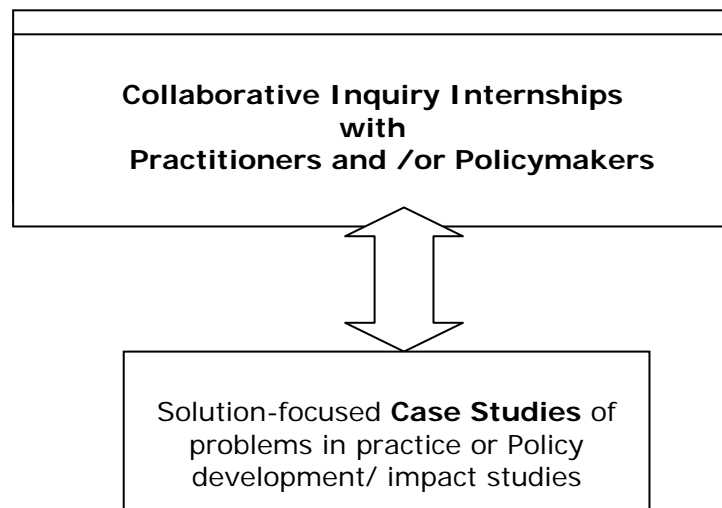 Collaborative Inquiry Internships
with
Practitioners and /or Policymakers
Solution-focused Case Studies of
problems in practice or Policy
development/ impact studies